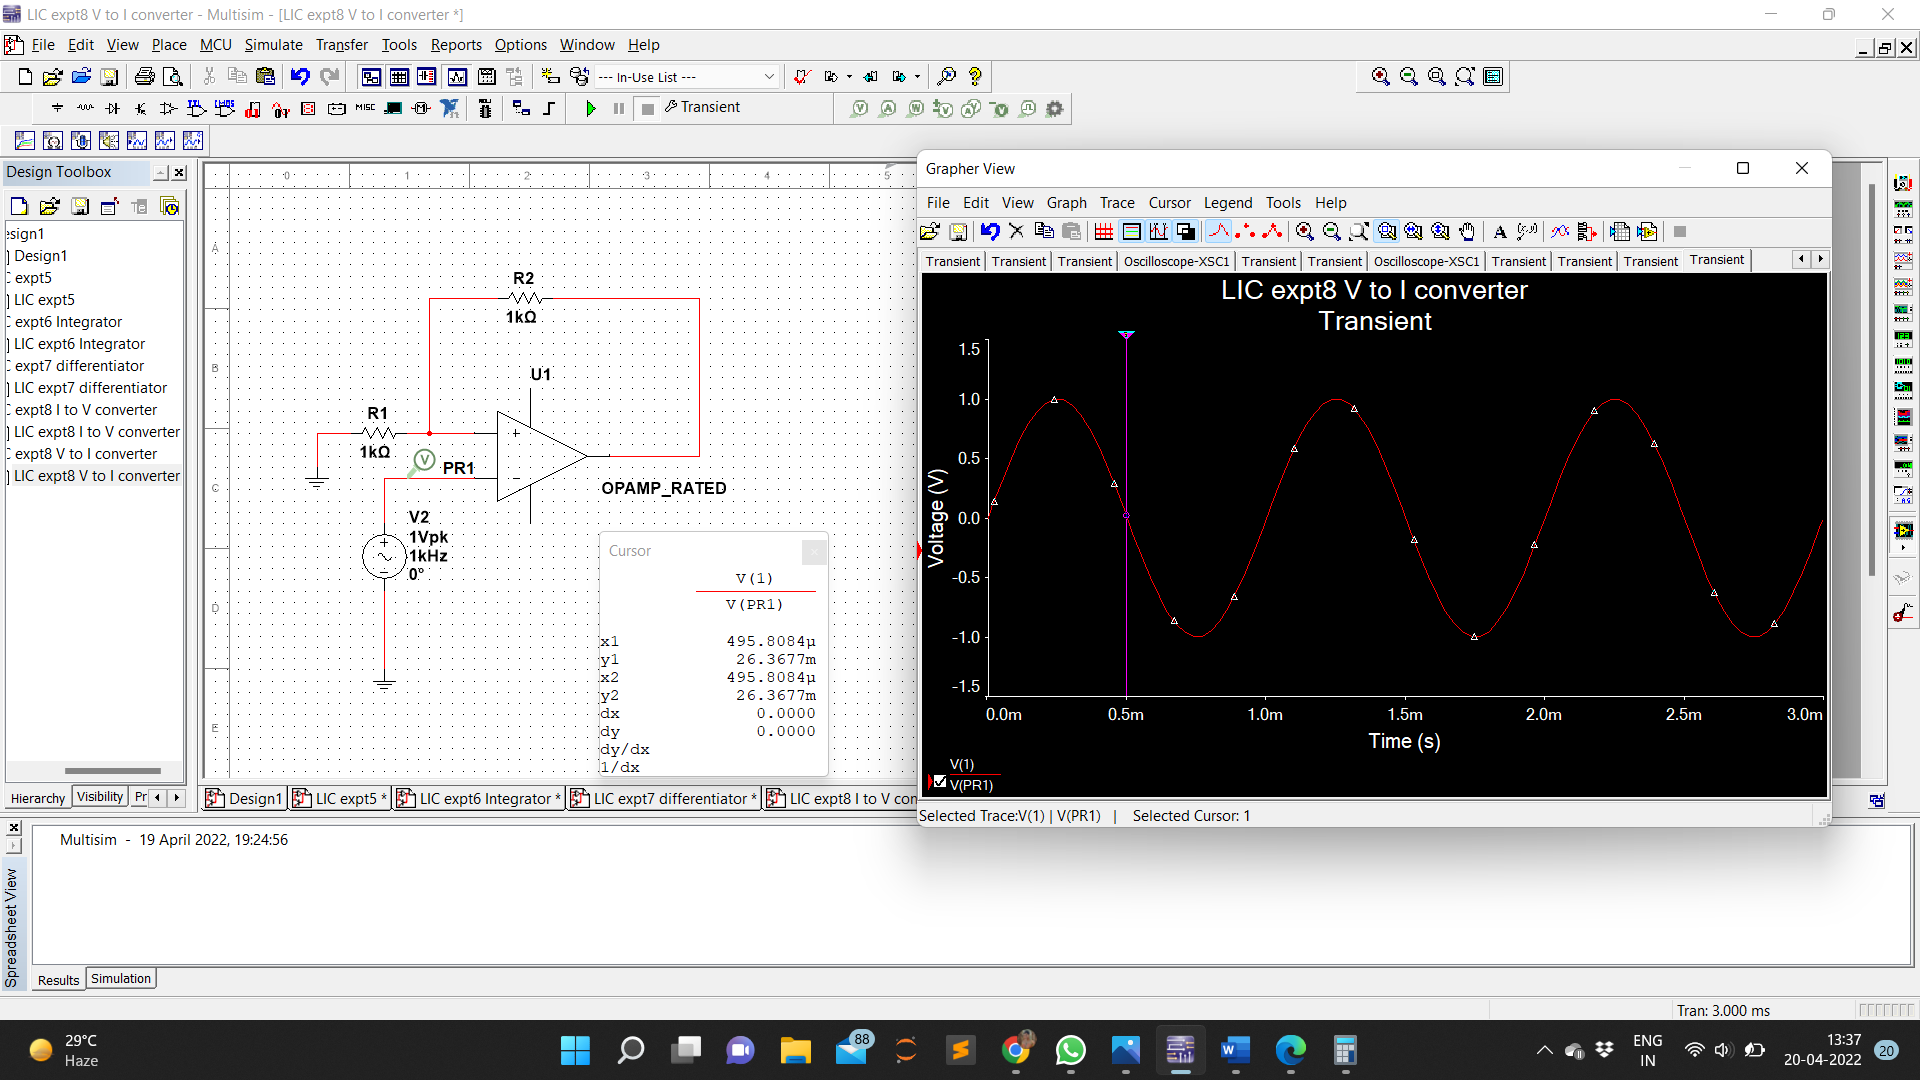 LIC expt8 V to I converter - Multisim - [LIC expt8 V to I converter *]
File Edit View Place MCU Simulate Transfer Tools Reports Options Window Help
--- In-Use List ---
MISC
Transient
Design Toolbox
esign1
Design1
C expt5
LIC expt5
C expt6 Integrator
LIC expt6 Integrator
C expt7 differentiator
LIC expt7 differentiator
C expt8 I to V converter
LIC expt8 I to V converter
C expt8 V to I converter
LIC expt8 V to I converter
Hierarchy Visibility Pr
0 1 2 3 4 5
A
B
C
D
E
R2
1kΩ
U1
R1
1kΩ
V
PR1
OPAMP_RATED
V2
1Vpk
1kHz
0°
Cursor
V(1)
V(PR1)
x1 495.8084µ
y1 26.3677m
x2 495.8084µ
y2 26.3677m
dx 0.0000
dy 0.0000
dy/dx
1/dx
Design1 LIC expt5 * LIC expt6 Integrator * LIC expt7 differentiator * LIC expt8 I to V con
Grapher View
File Edit View Graph Trace Cursor Legend Tools Help
Transient Transient Transient Oscilloscope-XSC1 Transient Transient Oscilloscope-XSC1 Transient Transient Transient Transient
LIC expt8 V to I converter
Transient
1.5
1.0
0.5
0.0
-0.5
-1.0
-1.5
Voltage (V)
0.0m 0.5m 1.0m 1.5m 2.0m 2.5m 3.0m
Time (s)
V(1)
V(PR1)
Selected Trace:V(1) | V(PR1) | Selected Cursor: 1
Spreadsheet View
Multisim - 19 April 2022, 19:24:56
Results Simulation
Tran: 3.000 ms
29°C
Haze
88
ENG
IN
13:37
20-04-2022
20